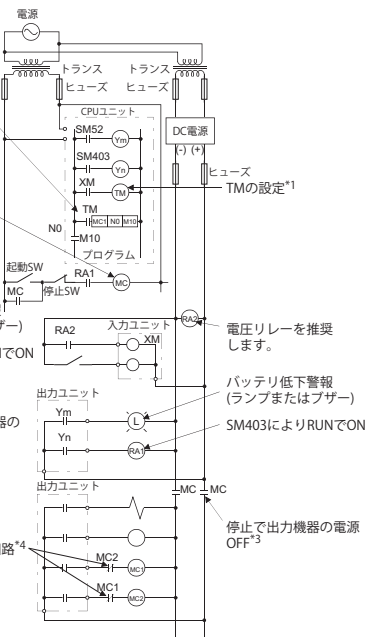 電源
トランス
トランス
ヒューズ
ヒューズ
CPUユニット
SM52
Ym
DC電源
(-) (+)
SM403
Yn
ヒューズ
XM
TM
TMの設定*1
TM
MC1 N0 M10
N0
M10
プログラム
起動SW
RA1
MC
MC
停止SW
ザー)
RA2
入力ユニット
XM
RA2
電圧リレーを推奨
します。
でON
出力ユニット
バッテリ低下警報
(ランプまたはブザー)
Ym
L
器の
Yn
RA1
SM403によりRUNでON
出力ユニット
MC
MC
停止で出力機器の電源
OFF*3
路*4
MC2
MC1
MC1
MC2